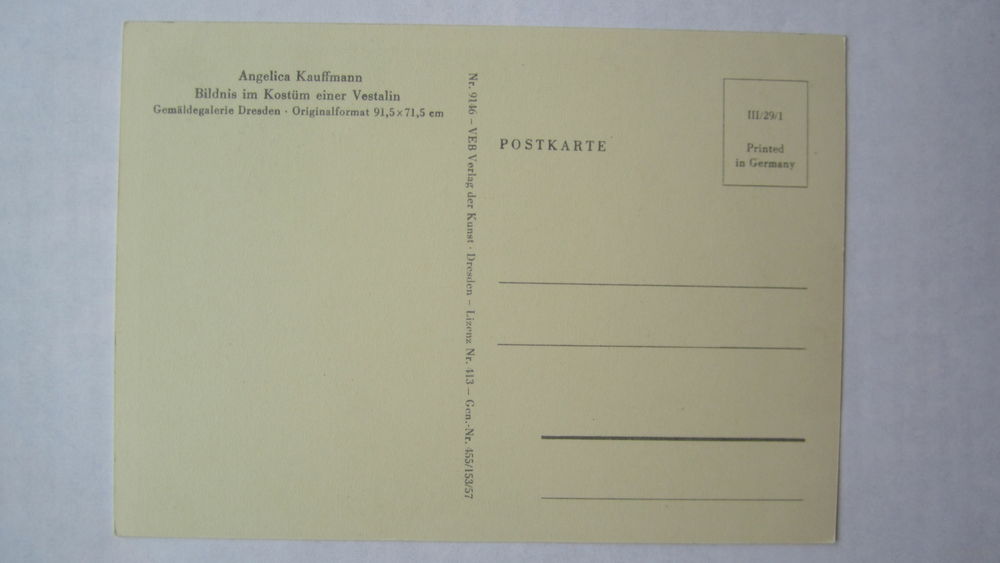 Angelica Kauffmann
Bildnis im Kostüm einer Vestalin
Gemäldegalerie Dresden · Originalformat 91,5×71,5 cm
Nr. 9146 – VEB Verlag der Kunst · Dresden – Lizenz Nr. 413 – Gen.-Nr. 455/153/57
POSTKARTE
III/29/1
Printed
in Germany